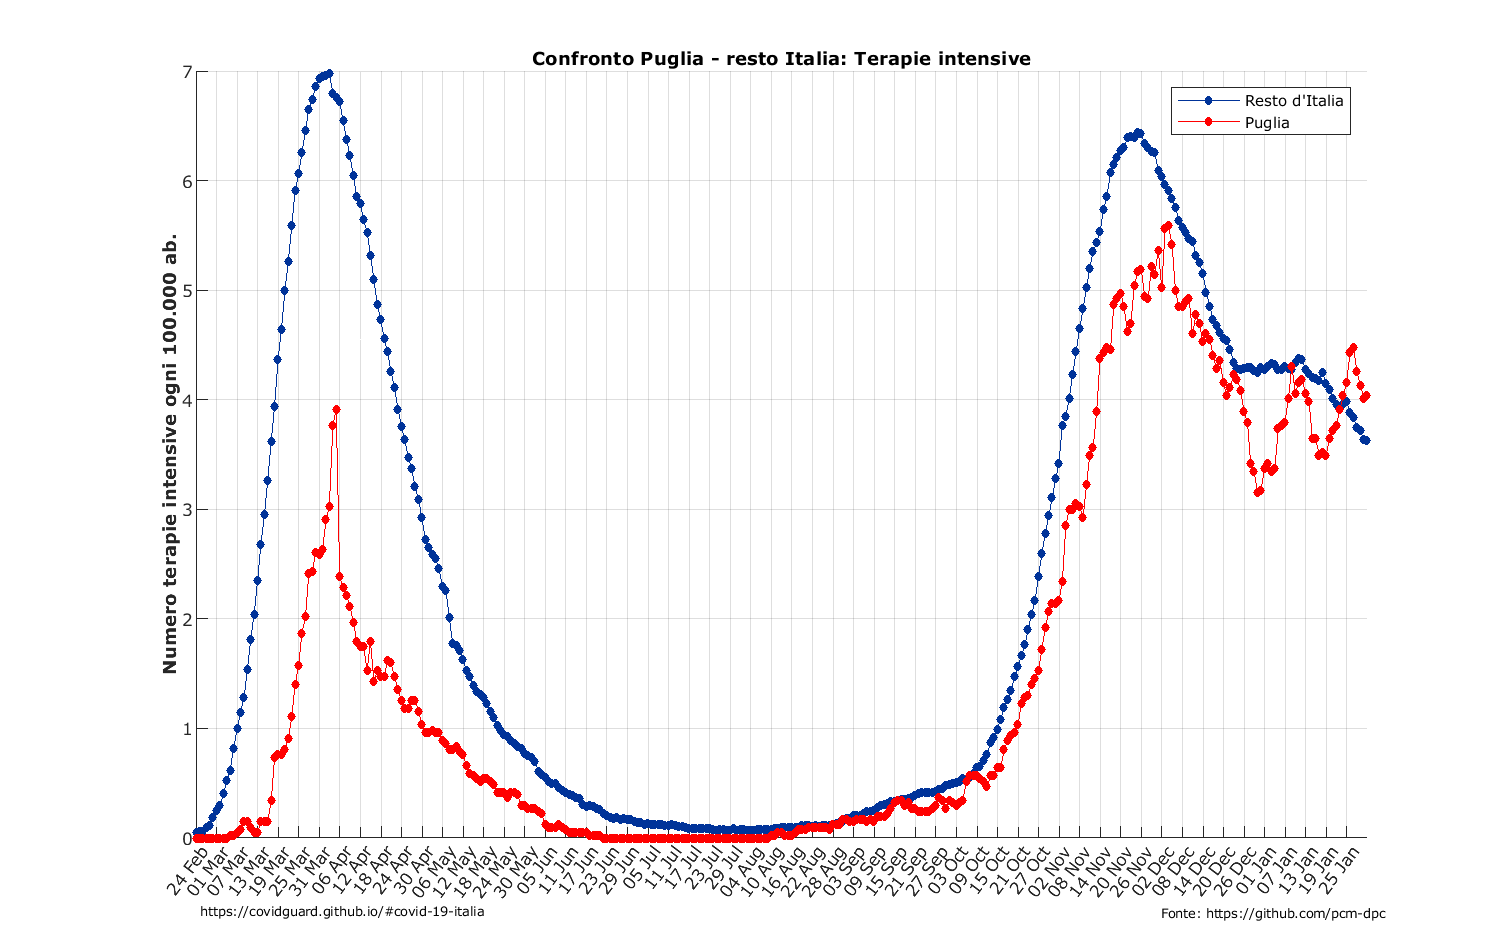 Confronto Puglia - resto Italia: Terapie intensive
Resto d'Italia
Puglia
Numero terapie intensive ogni 100.000 ab.
7
6
5
4
3
2
1
0
24 Feb
01 Mar
07 Mar
13 Mar
19 Mar
25 Mar
31 Mar
06 Apr
12 Apr
18 Apr
24 Apr
30 Apr
06 May
12 May
18 May
24 May
30 May
05 Jun
11 Jun
17 Jun
23 Jun
29 Jun
05 Jul
11 Jul
17 Jul
23 Jul
29 Jul
04 Aug
10 Aug
16 Aug
22 Aug
28 Aug
03 Sep
09 Sep
15 Sep
21 Sep
27 Sep
03 Oct
09 Oct
15 Oct
21 Oct
27 Oct
02 Nov
08 Nov
14 Nov
20 Nov
26 Nov
02 Dec
08 Dec
14 Dec
20 Dec
26 Dec
01 Jan
07 Jan
13 Jan
19 Jan
25 Jan
https://covidguard.github.io/#covid-19-italia
Fonte: https://github.com/pcm-dpc